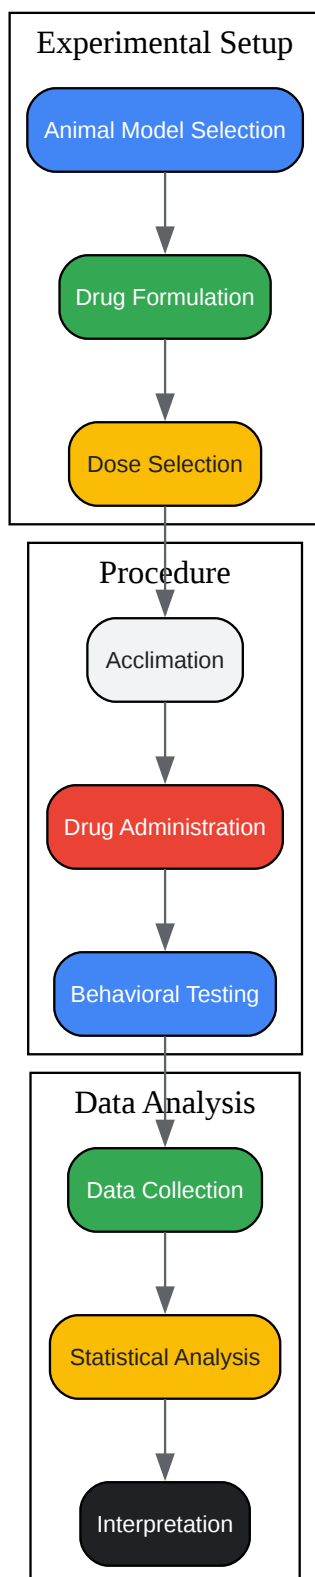 Experimental Setup
Animal Model Selection
Drug Formulation
Dose Selection
Procedure
Acclimation
Drug Administration
Behavioral Testing
Data Analysis
Data Collection
Statistical Analysis
Interpretation